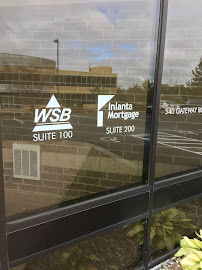 WSB
SUITE 100
Inlanta
Mortgage
SUITE 200
540 GATEWAY